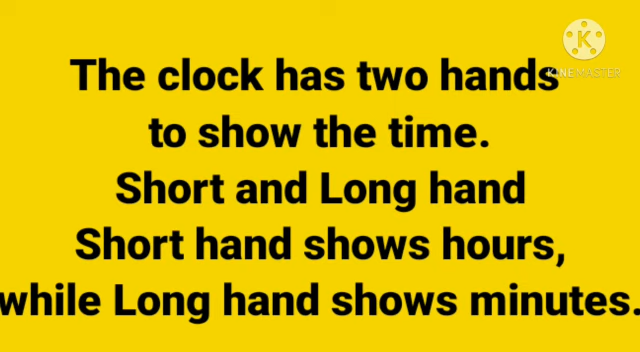 KINEMASTER
The clock has two hands
to show the time.
Short and Long hand
Short hand shows hours,
while Long hand shows minutes.